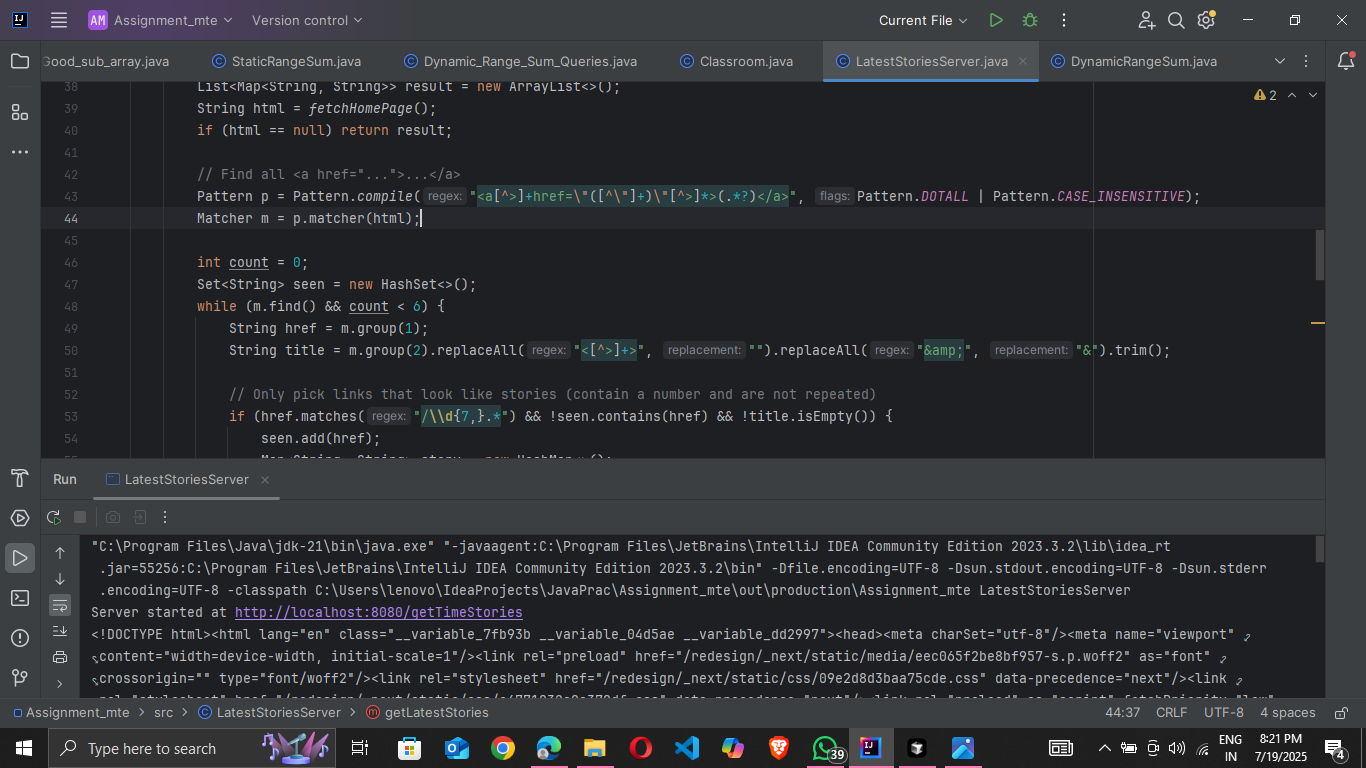 AM Assignment_mte Version control Current File
Good_sub_array.java StaticRangeSum.java Dynamic_Range_Sum_Queries.java Classroom.java LatestStoriesServer.java DynamicRangeSum.java
38 List<Map<String, String>> result = new ArrayList<>();
39 String html = fetchHomePage();
40 if (html == null) return result;
41
42 // Find all <a href="...">...</a>
43 Pattern p = Pattern.compile( regex: "<a[^>]+href=\"([^\"]+)\"[^>]*>(.*?)</a>", flags: Pattern.DOTALL | Pattern.CASE_INSENSITIVE);
44 Matcher m = p.matcher(html);
45
46 int count = 0;
47 Set<String> seen = new HashSet<>();
48 while (m.find() && count < 6) {
49 String href = m.group(1);
50 String title = m.group(2).replaceAll( regex: "<[^>]+>", replacement: "").replaceAll( regex: "&amp;", replacement: "&").trim();
51
52 // Only pick links that look like stories (contain a number and are not repeated)
53 if (href.matches( regex: "/\\d{7,}.*") && !seen.contains(href) && !title.isEmpty()) {
54 seen.add(href);
2
Run LatestStoriesServer
"C:\Program Files\Java\jdk-21\bin\java.exe" "-javaagent:C:\Program Files\JetBrains\IntelliJ IDEA Community Edition 2023.3.2\lib\idea_rt
.jar=55256:C:\Program Files\JetBrains\IntelliJ IDEA Community Edition 2023.3.2\bin" -Dfile.encoding=UTF-8 -Dsun.stdout.encoding=UTF-8 -Dsun.stderr
.encoding=UTF-8 -classpath C:\Users\lenovo\IdeaProjects\JavaPrac\Assignment_mte\out\production\Assignment_mte LatestStoriesServer
Server started at http://localhost:8080/getTimeStories
<!DOCTYPE html><html lang="en" class="__variable_7fb93b __variable_04d5ae __variable_dd2997"><head><meta charSet="utf-8"/><meta name="viewport"
content="width=device-width, initial-scale=1"/><link rel="preload" href="/redesign/_next/static/media/eec065f2be8bf957-s.p.woff2" as="font"
crossorigin="" type="font/woff2"/><link rel="stylesheet" href="/redesign/_next/static/css/09e2d8d3baa75cde.css" data-precedence="next"/><link
Assignment_mte > src > LatestStoriesServer > getLatestStories 44:37 CRLF UTF-8 4 spaces
Type here to search 39 ENG IN 8:21 PM 7/19/2025 4